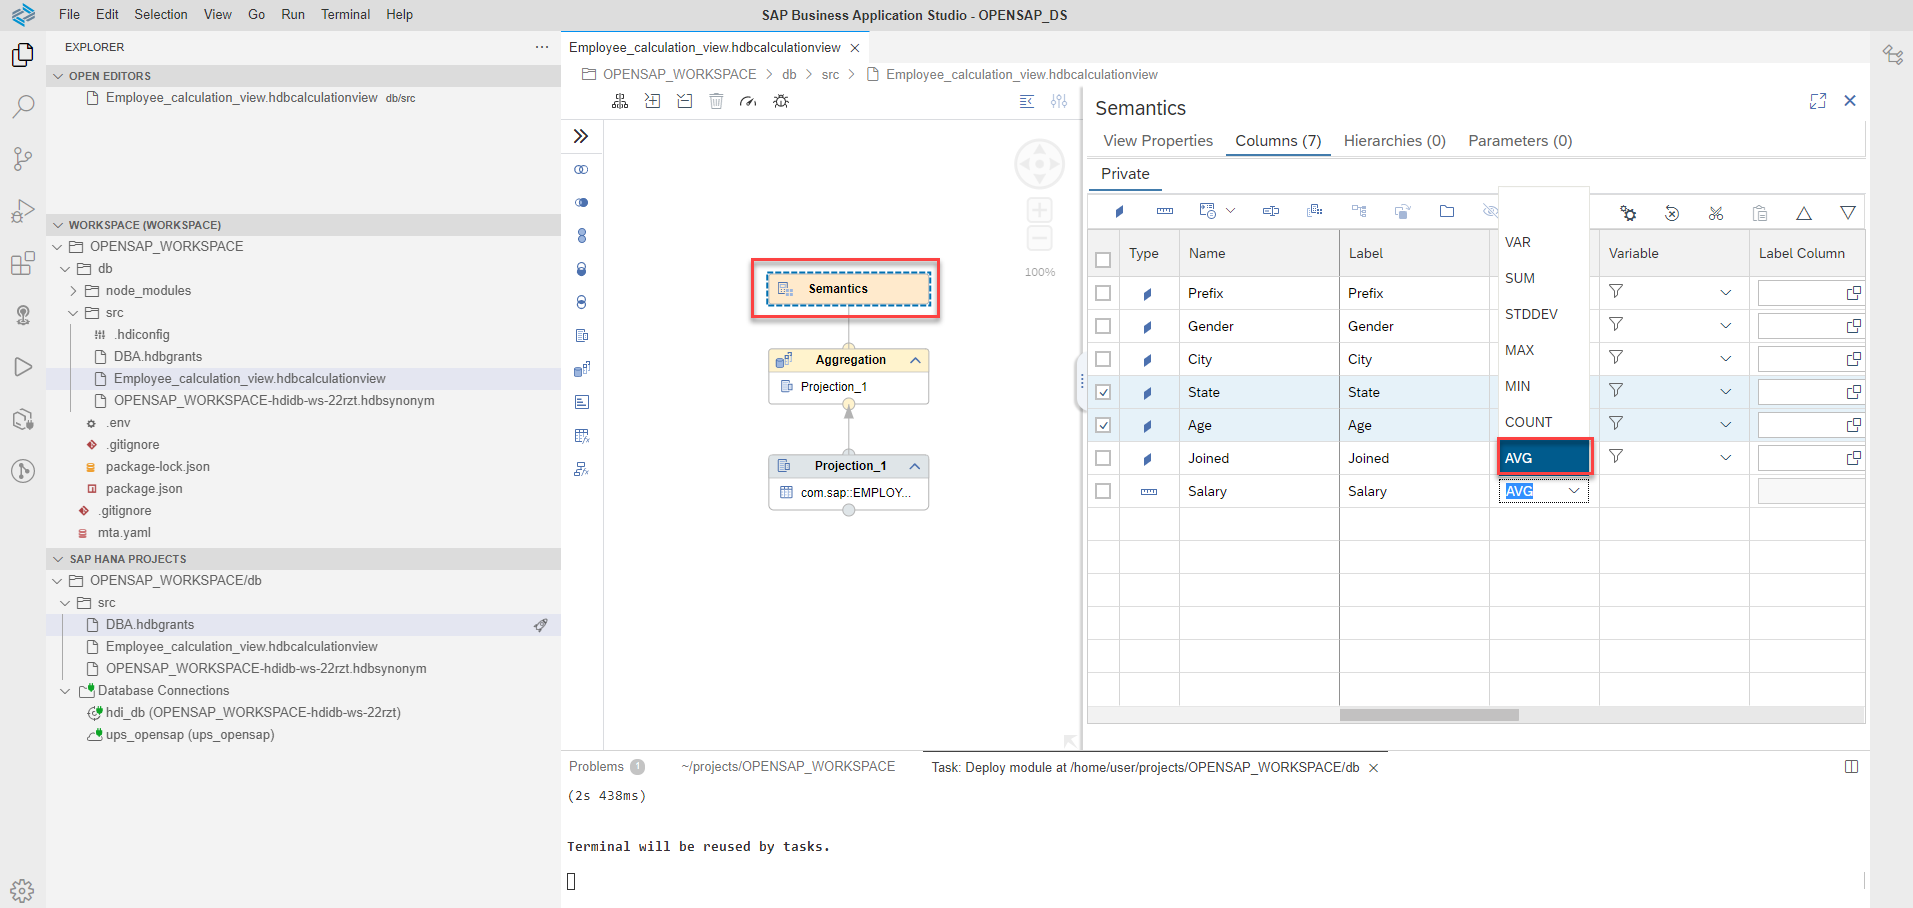 File Edit Selection View Go Run Terminal Help
SAP Business Application Studio - OPENSAP_DS
EXPLORER
OPEN EDITORS
Employee_calculation_view.hdbcalculationview db/src
WORKSPACE (WORKSPACE)
OPENSAP_WORKSPACE
db
node_modules
src
.hdiconfig
DBA.hdbgrants
Employee_calculation_view.hdbcalculationview
OPENSAP_WORKSPACE-hdidb-ws-22rzt.hdbsynonym
.env
.gitignore
package-lock.json
package.json
.gitignore
mta.yaml
SAP HANA PROJECTS
OPENSAP_WORKSPACE/db
src
DBA.hdbgrants
Employee_calculation_view.hdbcalculationview
OPENSAP_WORKSPACE-hdidb-ws-22rzt.hdbsynonym
Database Connections
hdi_db (OPENSAP_WORKSPACE-hdidb-ws-22rzt)
ups_opensap (ups_opensap)
Employee_calculation_view.hdbcalculationview
OPENSAP_WORKSPACE > db > src > Employee_calculation_view.hdbcalculationview
100%
Semantics
Aggregation
Projection_1
Projection_1
com.sap::EMPLOY...
Semantics
View Properties Columns (7) Hierarchies (0) Parameters (0)
Private
Type Name Label Variable Label Column
Prefix Prefix
Gender Gender
City City
State State
Age Age
Joined Joined
Salary Salary AVG
VAR
SUM
STDDEV
MAX
MIN
COUNT
AVG
Problems 1 ~/projects/OPENSAP_WORKSPACE Task: Deploy module at /home/user/projects/OPENSAP_WORKSPACE/db
(2s 438ms)
Terminal will be reused by tasks.